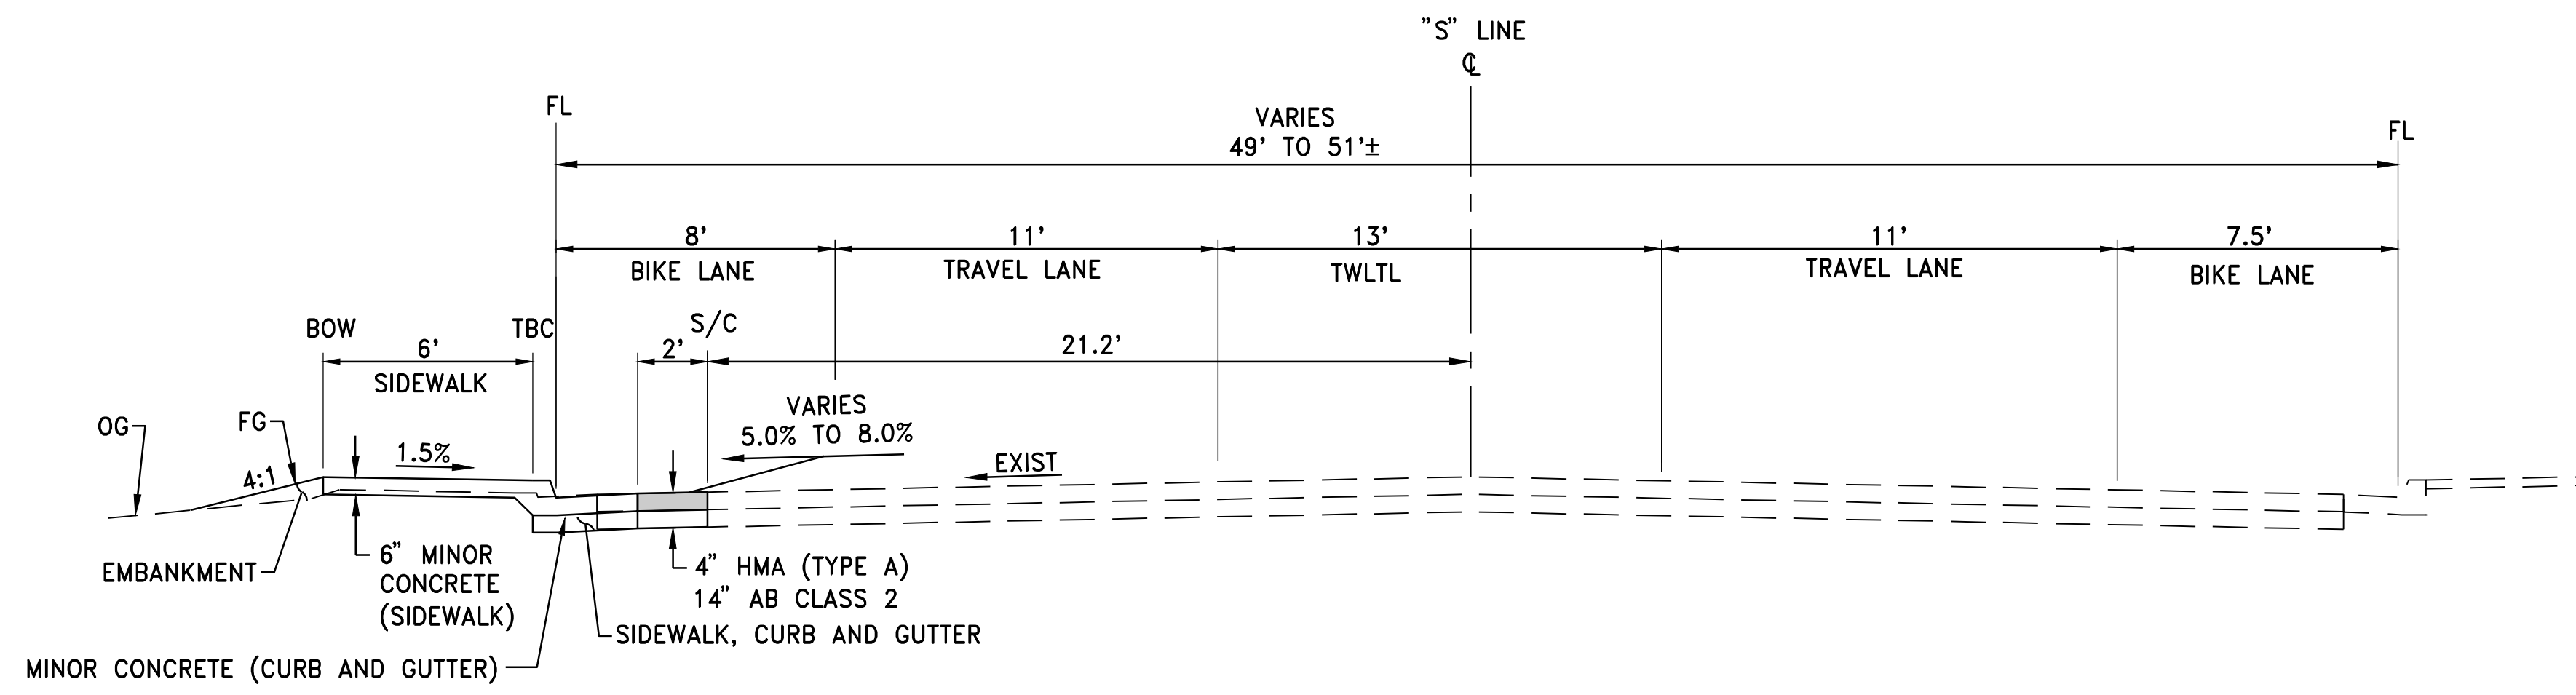 "S" LINE
℄
FL
VARIES
49' TO 51'±
FL
8'
BIKE LANE
11'
TRAVEL LANE
13'
TWLTL
11'
TRAVEL LANE
7.5'
BIKE LANE
BOW
TBC
S/C
6'
SIDEWALK
2'
21.2'
OG
FG
4:1
1.5%
VARIES
5.0% TO 8.0%
EXIST
EMBANKMENT
6" MINOR
CONCRETE
(SIDEWALK)
4" HMA (TYPE A)
14" AB CLASS 2
SIDEWALK, CURB AND GUTTER
MINOR CONCRETE (CURB AND GUTTER)